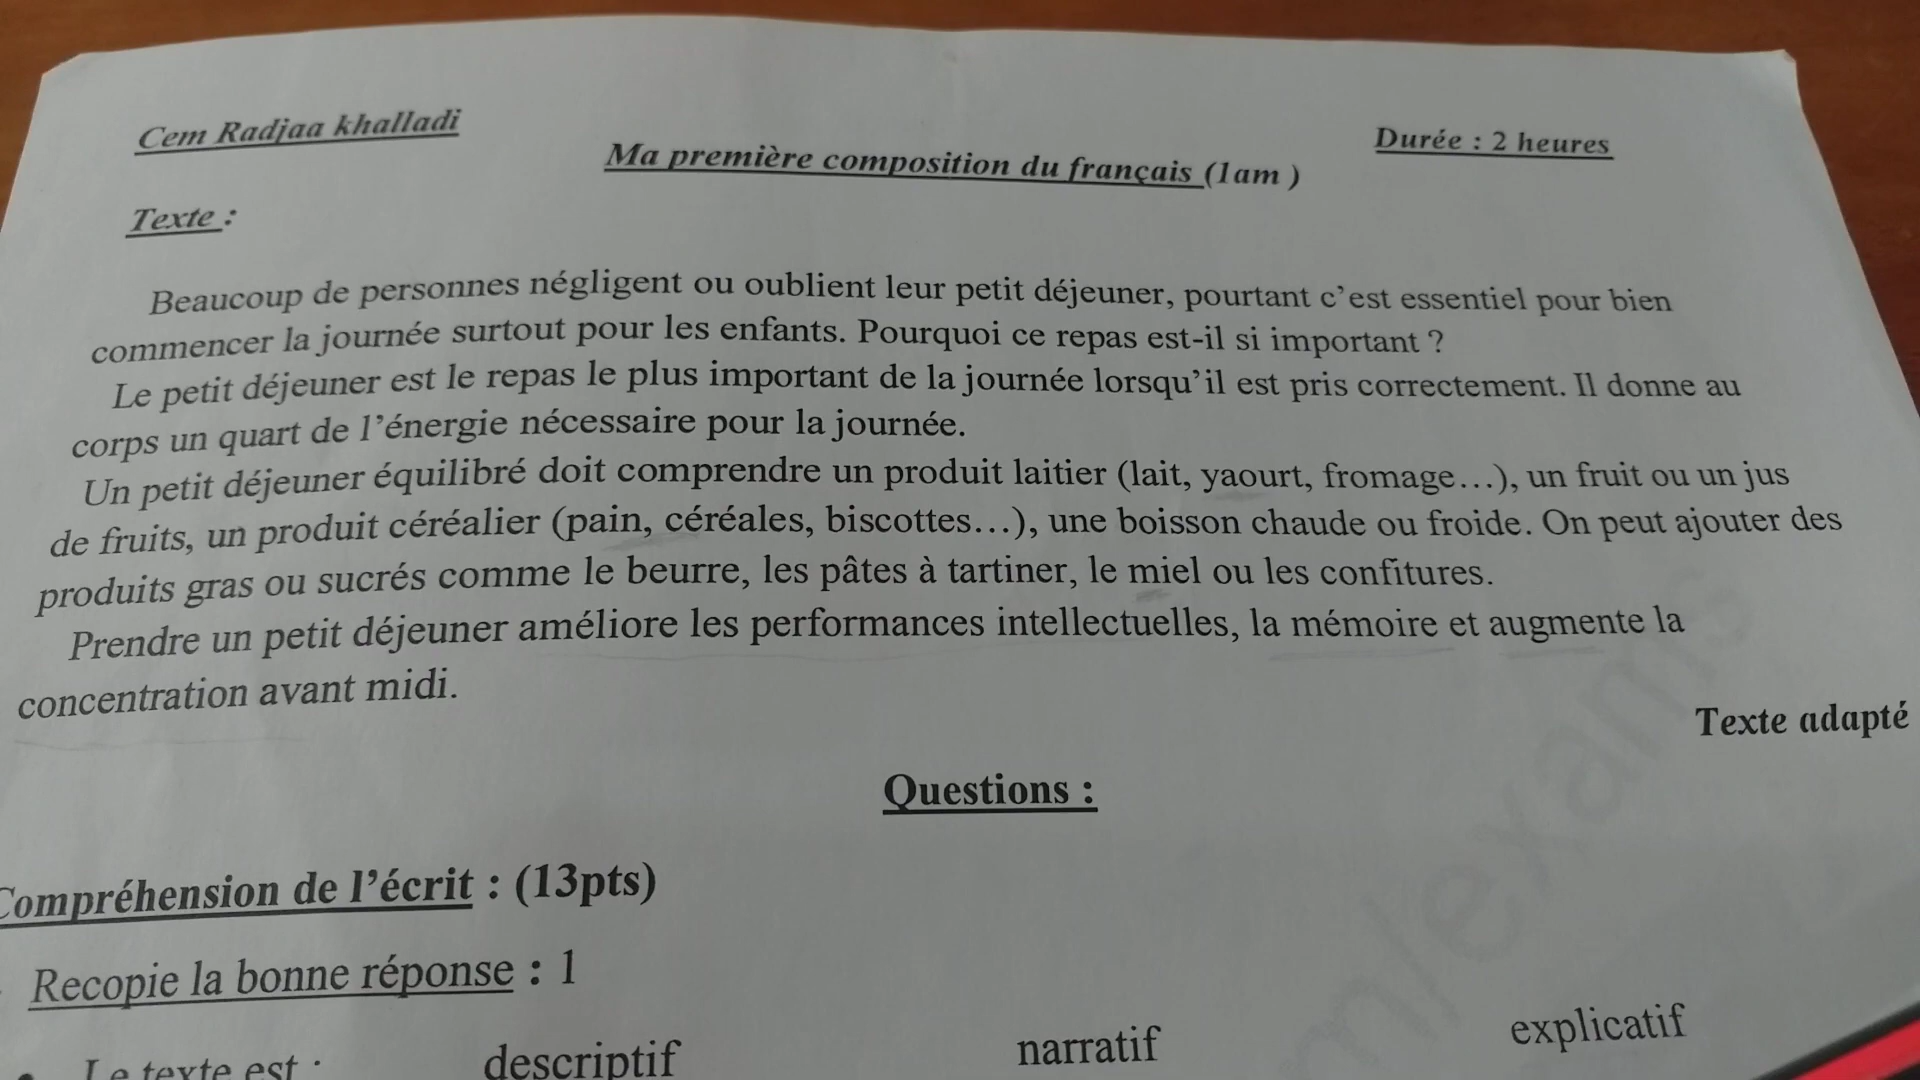 Cem Radjaa khalladi
Durée : 2 heures
Ma première composition du français (1am )
Texte :
Beaucoup de personnes négligent ou oublient leur petit déjeuner, pourtant c'est essentiel pour bien
commencer la journée surtout pour les enfants. Pourquoi ce repas est-il si important ?
Le petit déjeuner est le repas le plus important de la journée lorsqu'il est pris correctement. Il donne au
corps un quart de l'énergie nécessaire pour la journée.
Un petit déjeuner équilibré doit comprendre un produit laitier (lait, yaourt, fromage...), un fruit ou un jus
de fruits, un produit céréalier (pain, céréales, biscottes...), une boisson chaude ou froide. On peut ajouter des
produits gras ou sucrés comme le beurre, les pâtes à tartiner, le miel ou les confitures.
Prendre un petit déjeuner améliore les performances intellectuelles, la mémoire et augmente la
concentration avant midi.
Texte adapté
Questions :
Compréhension de l'écrit : (13pts)
Recopie la bonne réponse : 1
Le texte est : descriptif narratif explicatif